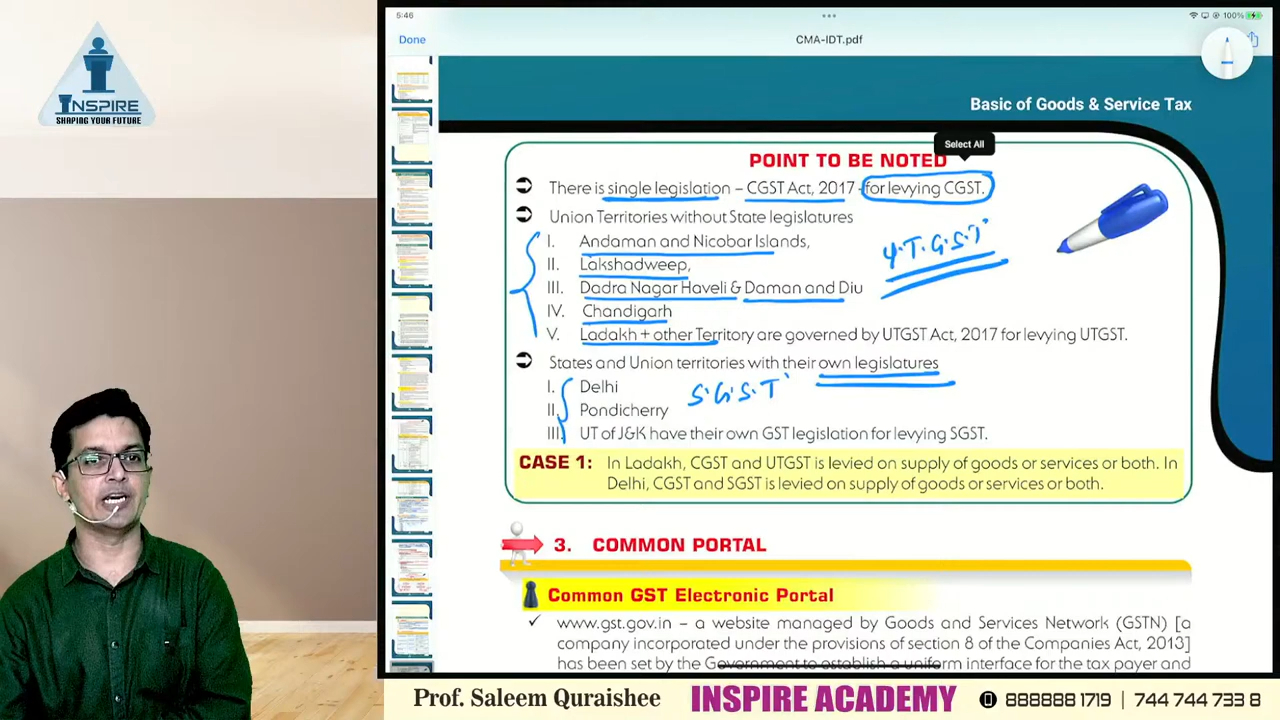 5:46
100%
Done
CMA-IDT.pdf
INSPIRE
SHAPING YOUR FUTURE
Basic of Goods & Service Tax
Select All
POINT TO BE NOTED
There is single legislation – CGST Act, 2017 - for levying CGST.
Union Territories without State legislatures
I. Andaman and Nicobar Islands,
II. Lakshadweep,
III. Dadra Nagar Haveli & Daman and Diu
IV. Chandigarh
V. Ladakh + other Territory are governed by UTGST Act, 2017 for levying UTGST.
U.T.G.S.T
States and Union territories with their own legislatures
I. Delhi
S.G.S.T
II. Pondicherry
III. UT of J&K have their own GST legislation for levying SGST.
CASE : In Ladakh, CGST and UTGST is levied on supply of goods or services or both. In
Delhi, CGST and SGST is levied on supply of goods or services or both.
3. COMMON PORTAL
Common GST Electronic Portal
gst.gov.in a website managed by Goods and Services Network (GSTN) [a
company incorporated under the provisions of section 8 of the Companies Act, 2013]
has been set by the Government to establish a uniform interface for the tax payer and
Prof. Saleem Quraishee INSPIRE ACADEMY 888888 1719 | 744 744 733 8